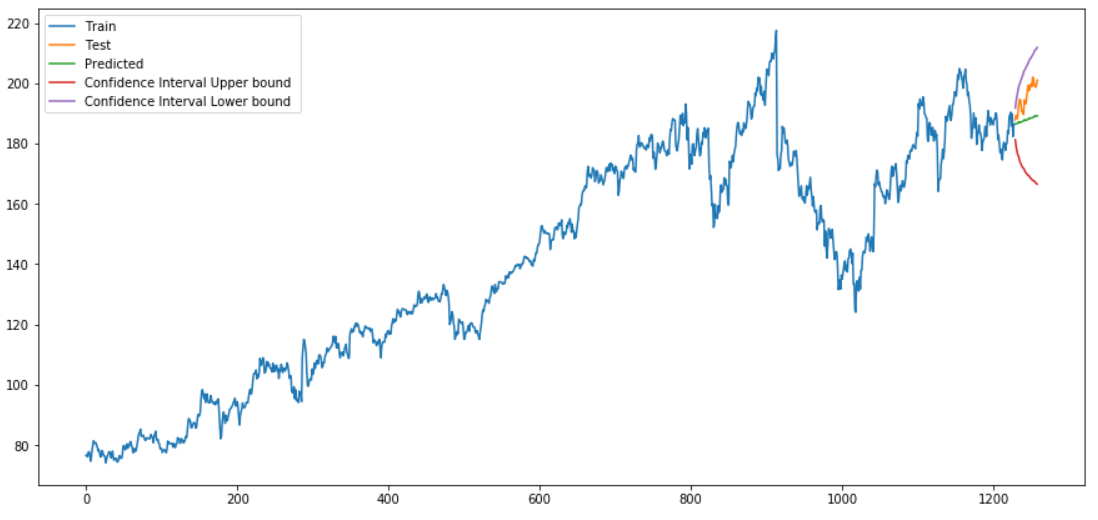 220
200
180
160
140
120
100
80
Train
Test
Predicted
Confidence Interval Upper bound
Confidence Interval Lower bound
0 200 400 600 800 1000 1200